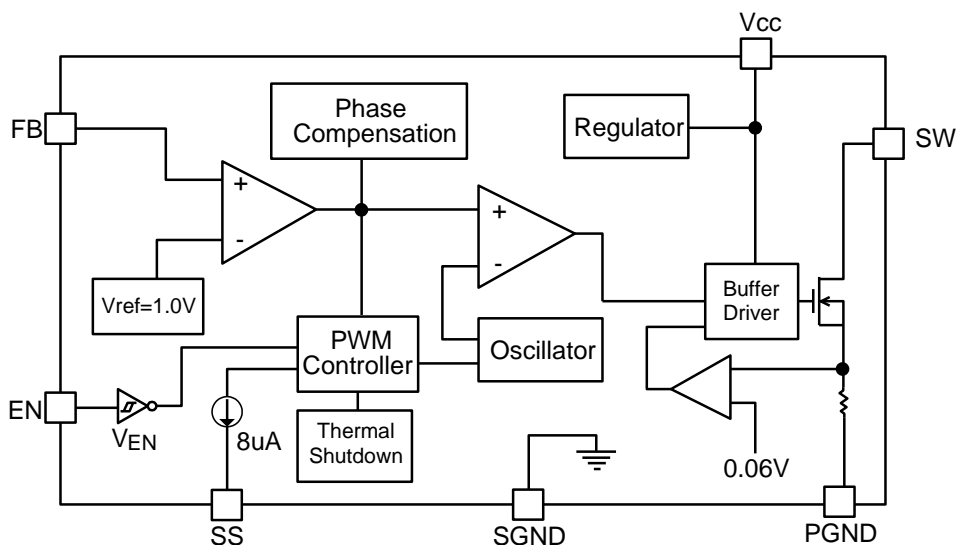 Vcc
Phase
Compensation
Regulator
FB
SW
+
-
+
-
Vref=1.0V
Buffer
Driver
PWM
Controller
Oscillator
EN
VEN
8uA
Thermal
Shutdown
0.06V
SS
SGND
PGND